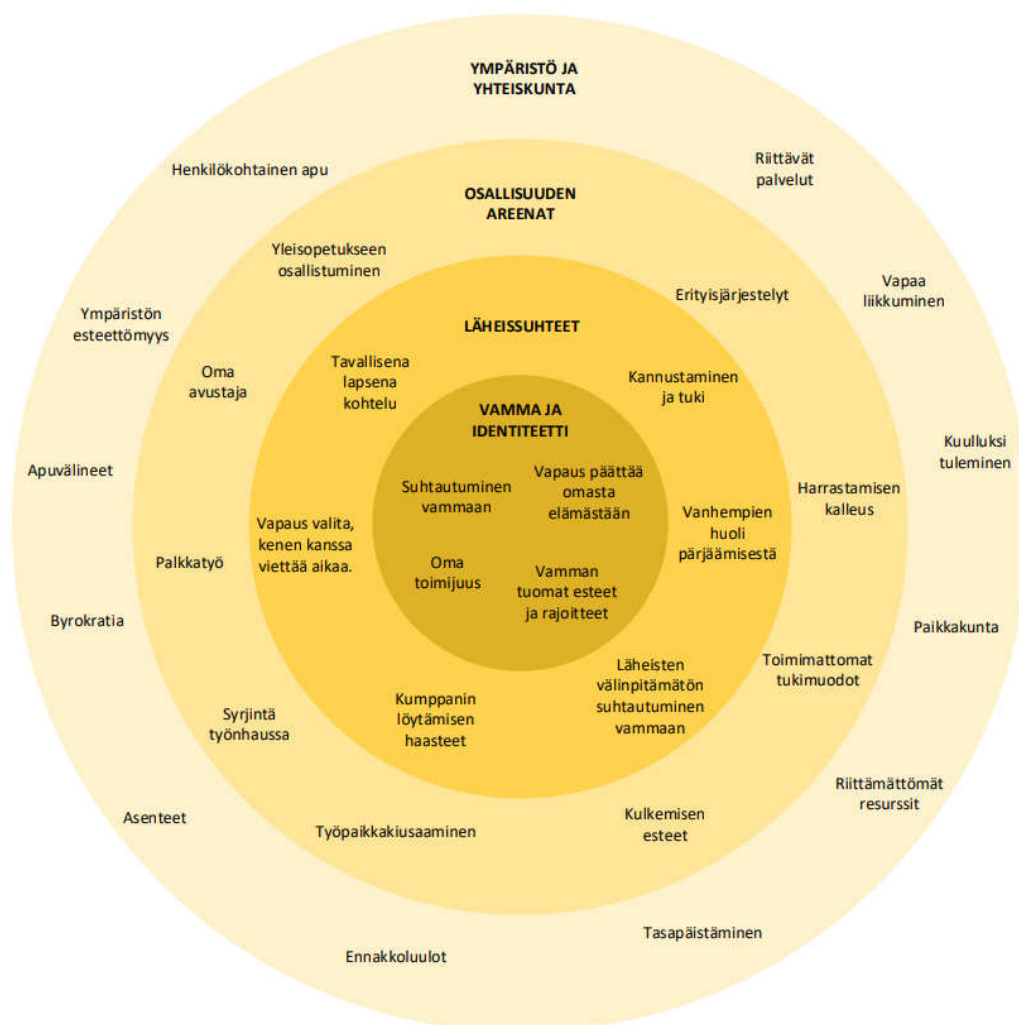 YMPÄRISTÖ JA
YHTEISKUNTA
Henkilökohtainen apu
Riittävät
palvelut
OSALLISUUDEN
AREENAT
Yleisopetukseen
osallistuminen
Erityisjärjestelyt
Vapaa
liikkuminen
Ympäristön
esteettömyys
LÄHEISSUHTEET
Oma
avustaja
Tavallisena
lapsena
kohtelu
Kannustaminen
ja tuki
VAMMA JA
IDENTITEETTI
Kuulluksi
tuleminen
Apuvälineet
Suhtautuminen
vammaan
Vapaus päättää
omasta
elämästään
Harrastamisen
kalleus
Vapaus valita,
kenen kanssa
viettää aikaa.
Vanhempien
huoli
pärjäämisestä
Palkkatyö
Oma
toimijuus
Vamman
tuomat esteet
ja rajoitteet
Byrokratia
Paikkakunta
Toimimattomat
tukimuodot
Läheisten
välinpitämätön
suhtautuminen
vammaan
Kumppanin
löytämisen
haasteet
Syrjintä
työnhaussa
Riittämättömät
resurssit
Asenteet
Työpaikkakiusaaminen
Kulkemisen
esteet
Tasapäistäminen
Ennakkoluulot